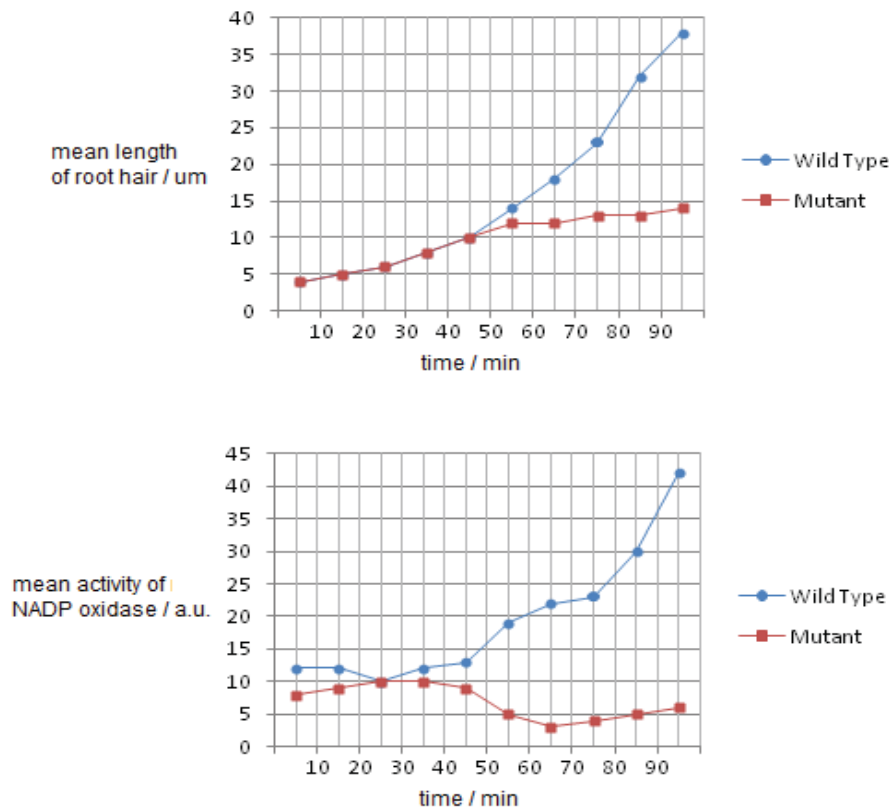 40
35
30
25
20
15
10
5
0
mean length
of root hair / um
10 20 30 40 50 60 70 80 90
time / min
Wild Type
Mutant
45
40
35
30
25
20
15
10
5
0
mean activity of
NADP oxidase / a.u.
10 20 30 40 50 60 70 80 90
time / min
Wild Type
Mutant